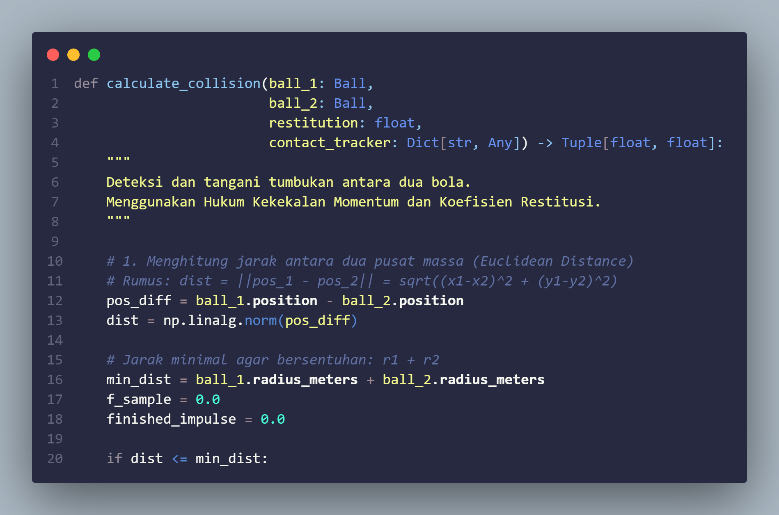 1 def calculate_collision(ball_1: Ball,
2                         ball_2: Ball,
3                         restitution: float,
4                         contact_tracker: Dict[str, Any]) -> Tuple[float, float]:
5     """
6     Deteksi dan tangani tumbukan antara dua bola.
7     Menggunakan Hukum Kekekalan Momentum dan Koefisien Restitusi.
8     """
9
10     # 1. Menghitung jarak antara dua pusat massa (Euclidean Distance)
11     # Rumus: dist = ||pos_1 - pos_2|| = sqrt((x1-x2)^2 + (y1-y2)^2)
12     pos_diff = ball_1.position - ball_2.position
13     dist = np.linalg.norm(pos_diff)
14
15     # Jarak minimal agar bersentuhan: r1 + r2
16     min_dist = ball_1.radius_meters + ball_2.radius_meters
17     f_sample = 0.0
18     finished_impulse = 0.0
19
20     if dist <= min_dist: